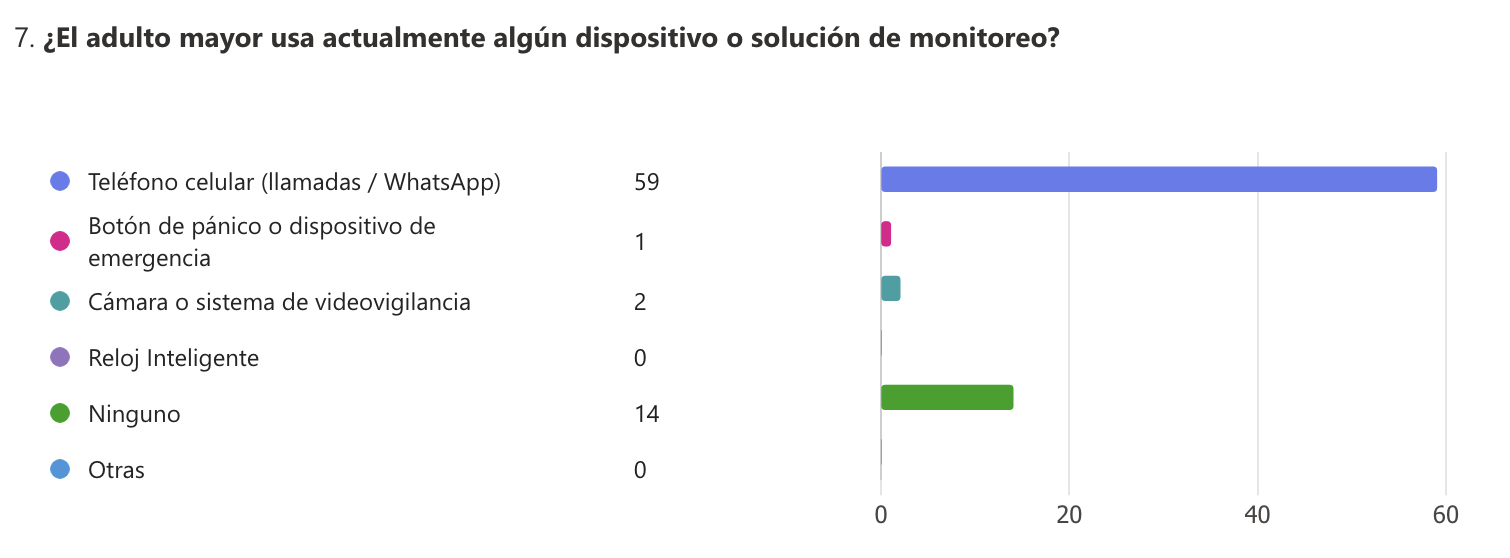 7. ¿El adulto mayor usa actualmente algún dispositivo o solución de monitoreo?
Teléfono celular (llamadas / WhatsApp) 59
Botón de pánico o dispositivo de
emergencia 1
Cámara o sistema de videovigilancia 2
Reloj Inteligente 0
Ninguno 14
Otras 0
0 20 40 60